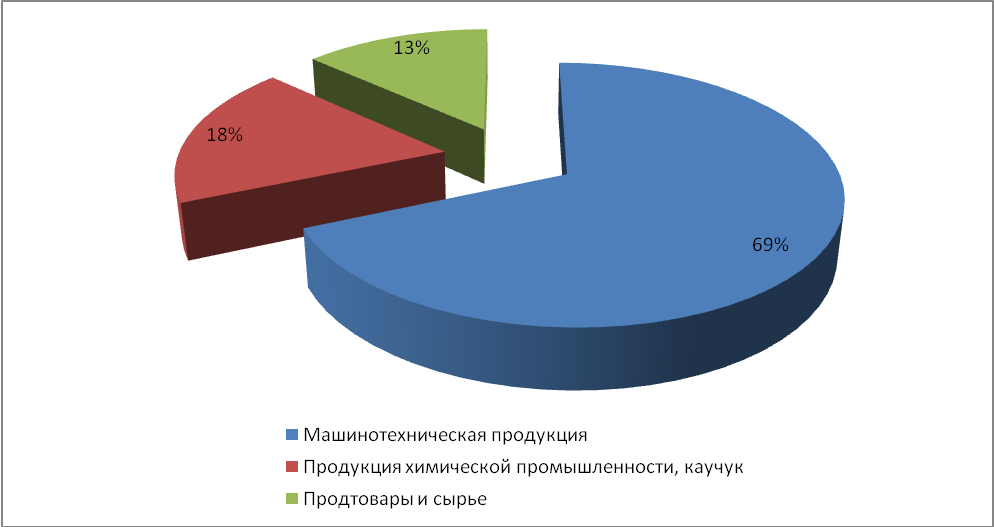 13%
18%
69%
Машинотехническая продукция
Продукция химической промышленности, каучук
Продтовары и сырье